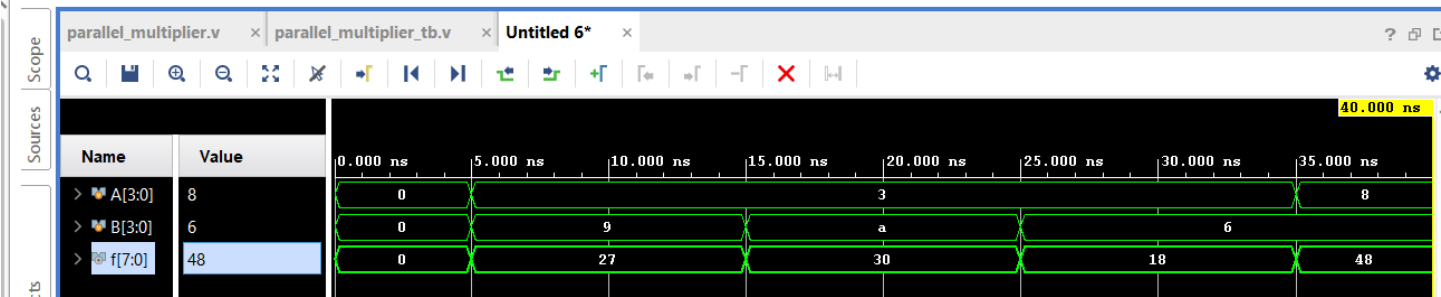 Scope
Sources
parallel_multiplier.v × parallel_multiplier_tb.v × Untitled 6* ×
?
40.000 ns
Name Value
0.000 ns 5.000 ns 10.000 ns 15.000 ns 20.000 ns 25.000 ns 30.000 ns 35.000 ns
A[3:0] 8 0 3 8
B[3:0] 6 0 9 a 6
f[7:0] 48 0 27 30 18 48